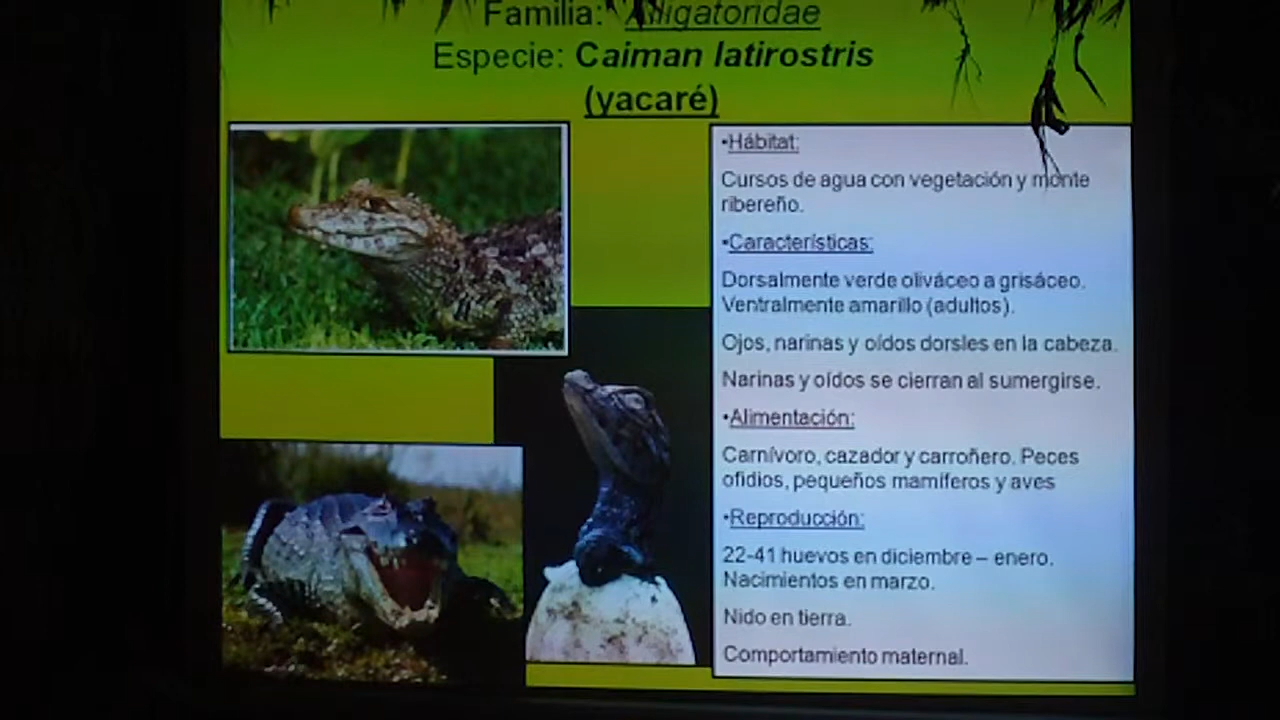 Familia: Alligatoridae
Especie: Caiman latirostris
(yacaré)
•Hábitat:
Cursos de agua con vegetación y monte
ribereño.
•Características:
Dorsalmente verde oliváceo a grisáceo.
Ventralmente amarillo (adultos).
Ojos, narinas y oídos dorsles en la cabeza.
Narinas y oídos se cierran al sumergirse.
•Alimentación:
Carnívoro, cazador y carroñero. Peces
ofidios, pequeños mamíferos y aves
•Reproducción:
22-41 huevos en diciembre – enero.
Nacimientos en marzo.
Nido en tierra.
Comportamiento maternal.